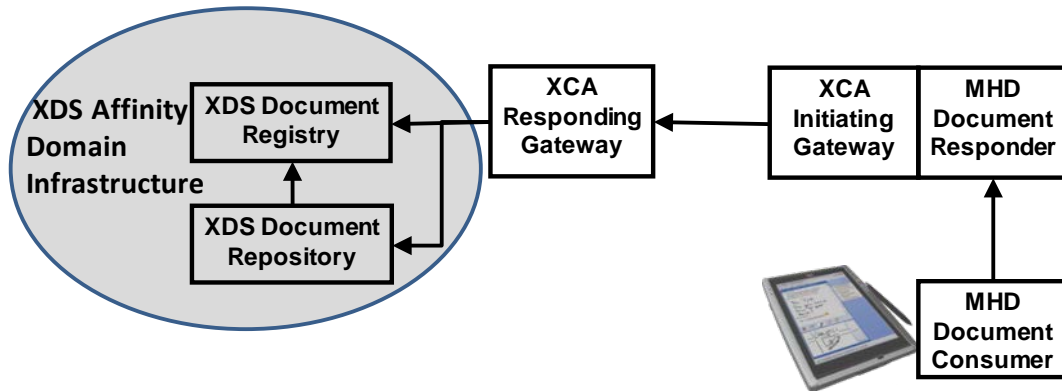 XDS Affinity
Domain
Infrastructure
XDS Document
Registry
XDS Document
Repository
XCA
Responding
Gateway
XCA
Initiating
Gateway
MHD
Document
Responder
MHD
Document
Consumer